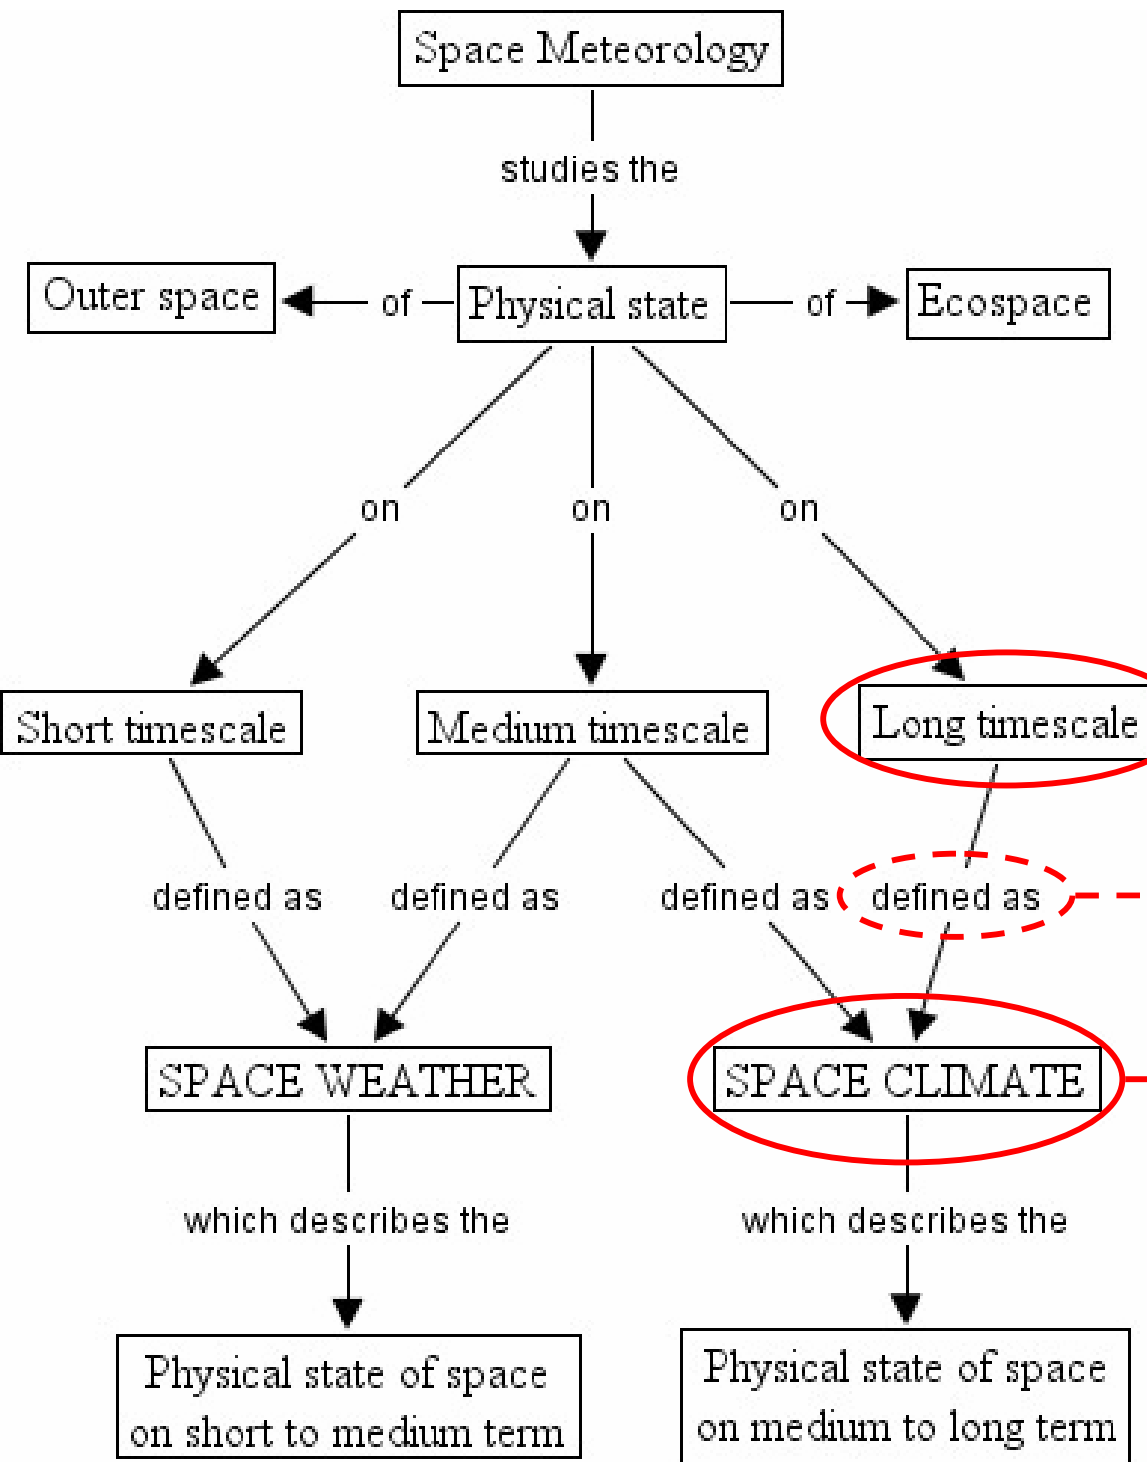 Space Meteorology
studies the
Outer space
of
Physical state
of
Ecospace
on
on
on
Short timescale
Medium timescale
Long timescale
defined as
defined as
defined as
defined as
SPACE WEATHER
SPACE CLIMATE
which describes the
which describes the
Physical state of space
on short to medium term
Physical state of space
on medium to long term